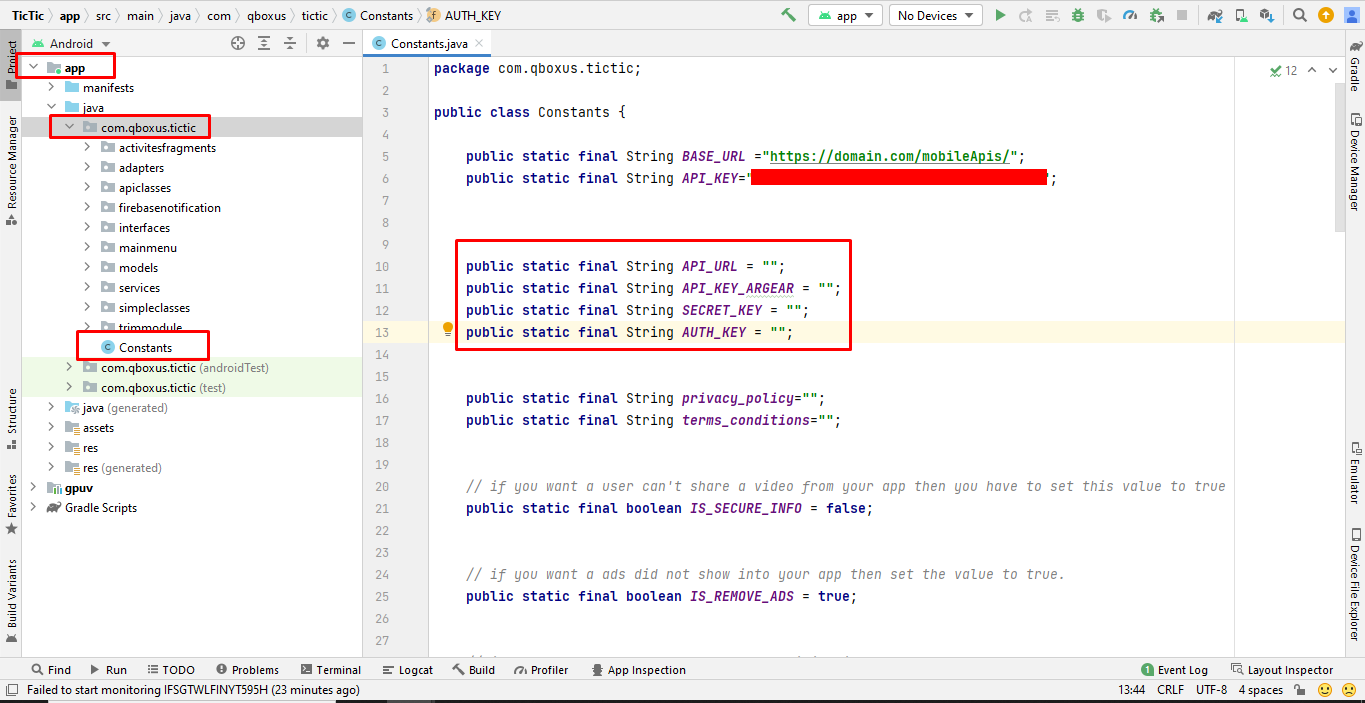 TicTic app src main java com qboxus tictic Constants AUTH_KEY app No Devices
Android
Constants.java
Project
Resource Manager
Structure
Favorites
Build Variants
app
manifests
java
com.qboxus.tictic
activitesfragments
adapters
apiclasses
firebasenotification
interfaces
mainmenu
models
services
simpleclasses
trimmodule
Constants
com.qboxus.tictic (androidTest)
com.qboxus.tictic (test)
java (generated)
assets
res
res (generated)
gpuv
Gradle Scripts
12
1 package com.qboxus.tictic;
2
3 public class Constants {
4
5 public static final String BASE_URL ="https://domain.com/mobileApis/";
6 public static final String API_KEY=" ";
7
8
9
10 public static final String API_URL = "";
11 public static final String API_KEY_ARGEAR = "";
12 public static final String SECRET_KEY = "";
13 public static final String AUTH_KEY = "";
14
15
16 public static final String privacy_policy="";
17 public static final String terms_conditions="";
18
19
20 // if you want a user can't share a video from your app then you have to set this value to true
21 public static final boolean IS_SECURE_INFO = false;
22
23
24 // if you want a ads did not show into your app then set the value to true.
25 public static final boolean IS_REMOVE_ADS = true;
26
27
Gradle
Device Manager
Emulator
Device File Explorer
Find Run TODO Problems Terminal Logcat Build Profiler App Inspection 1 Event Log Layout Inspector
Failed to start monitoring IFSGTWLFINYT595H (23 minutes ago) 13:44 CRLF UTF-8 4 spaces